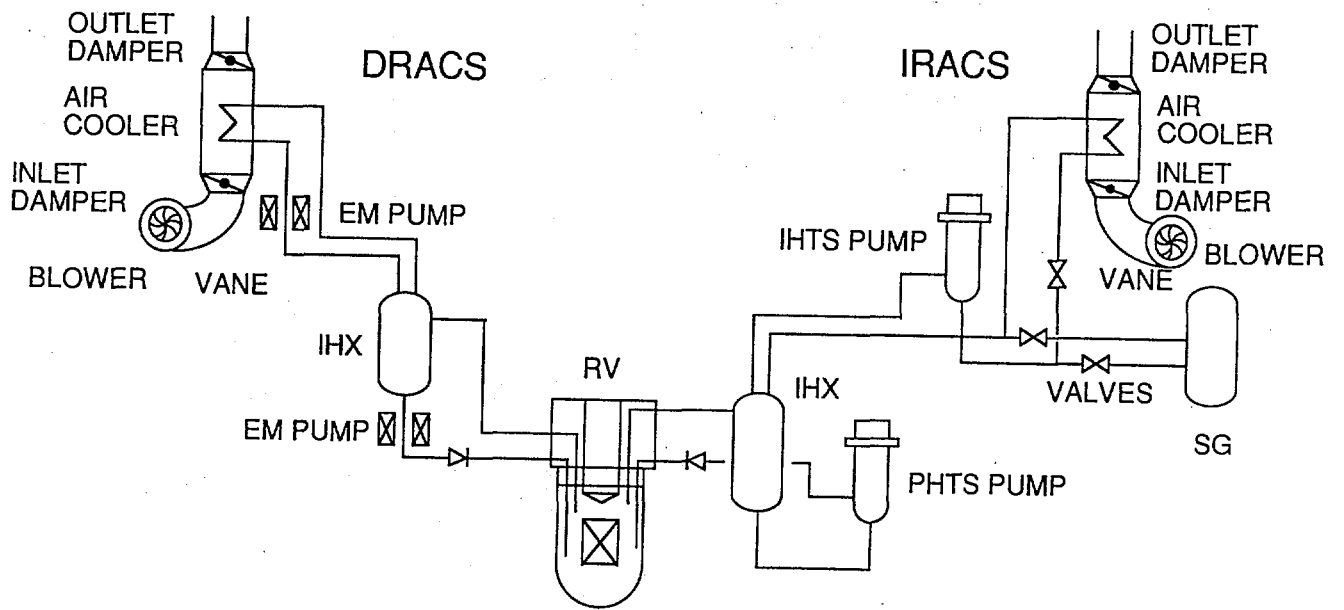 OUTLET
DAMPER
DRACS
AIR
COOLER
INLET
DAMPER
EM PUMP
BLOWER
VANE
IHX
EM PUMP
RV
IRACS
OUTLET
DAMPER
AIR
COOLER
INLET
DAMPER
IHTS PUMP
BLOWER
VANE
IHX
VALVES
SG
PHTS PUMP